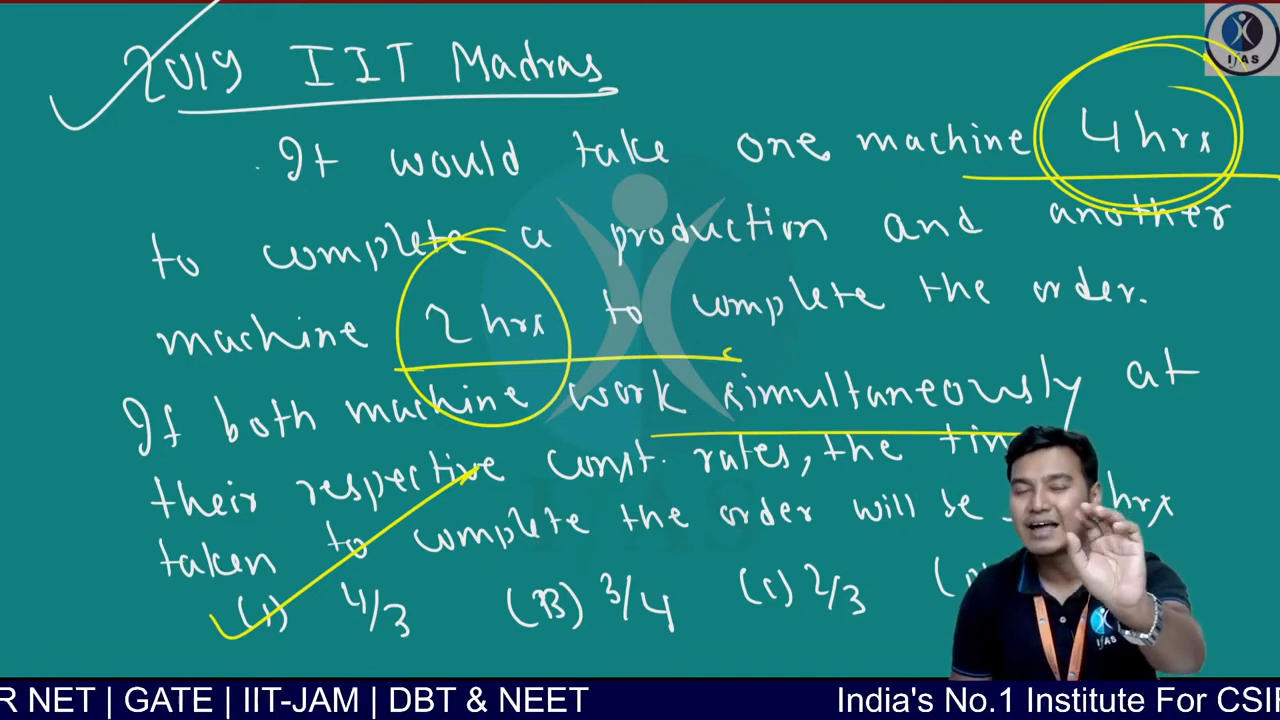 2019 IIT Madras
IFAS
It would take one machine 4 hrs
to complete a production and another
machine 2 hrs to complete the order.
If both machine work simultaneously at
their respective const. rates, the
taken to complete the order will be hrs
4/3 (B) 3/4 (C) 2/3
IFAS
IFAS
R NET | GATE | IIT-JAM | DBT & NEET India's No.1 Institute For CSIR